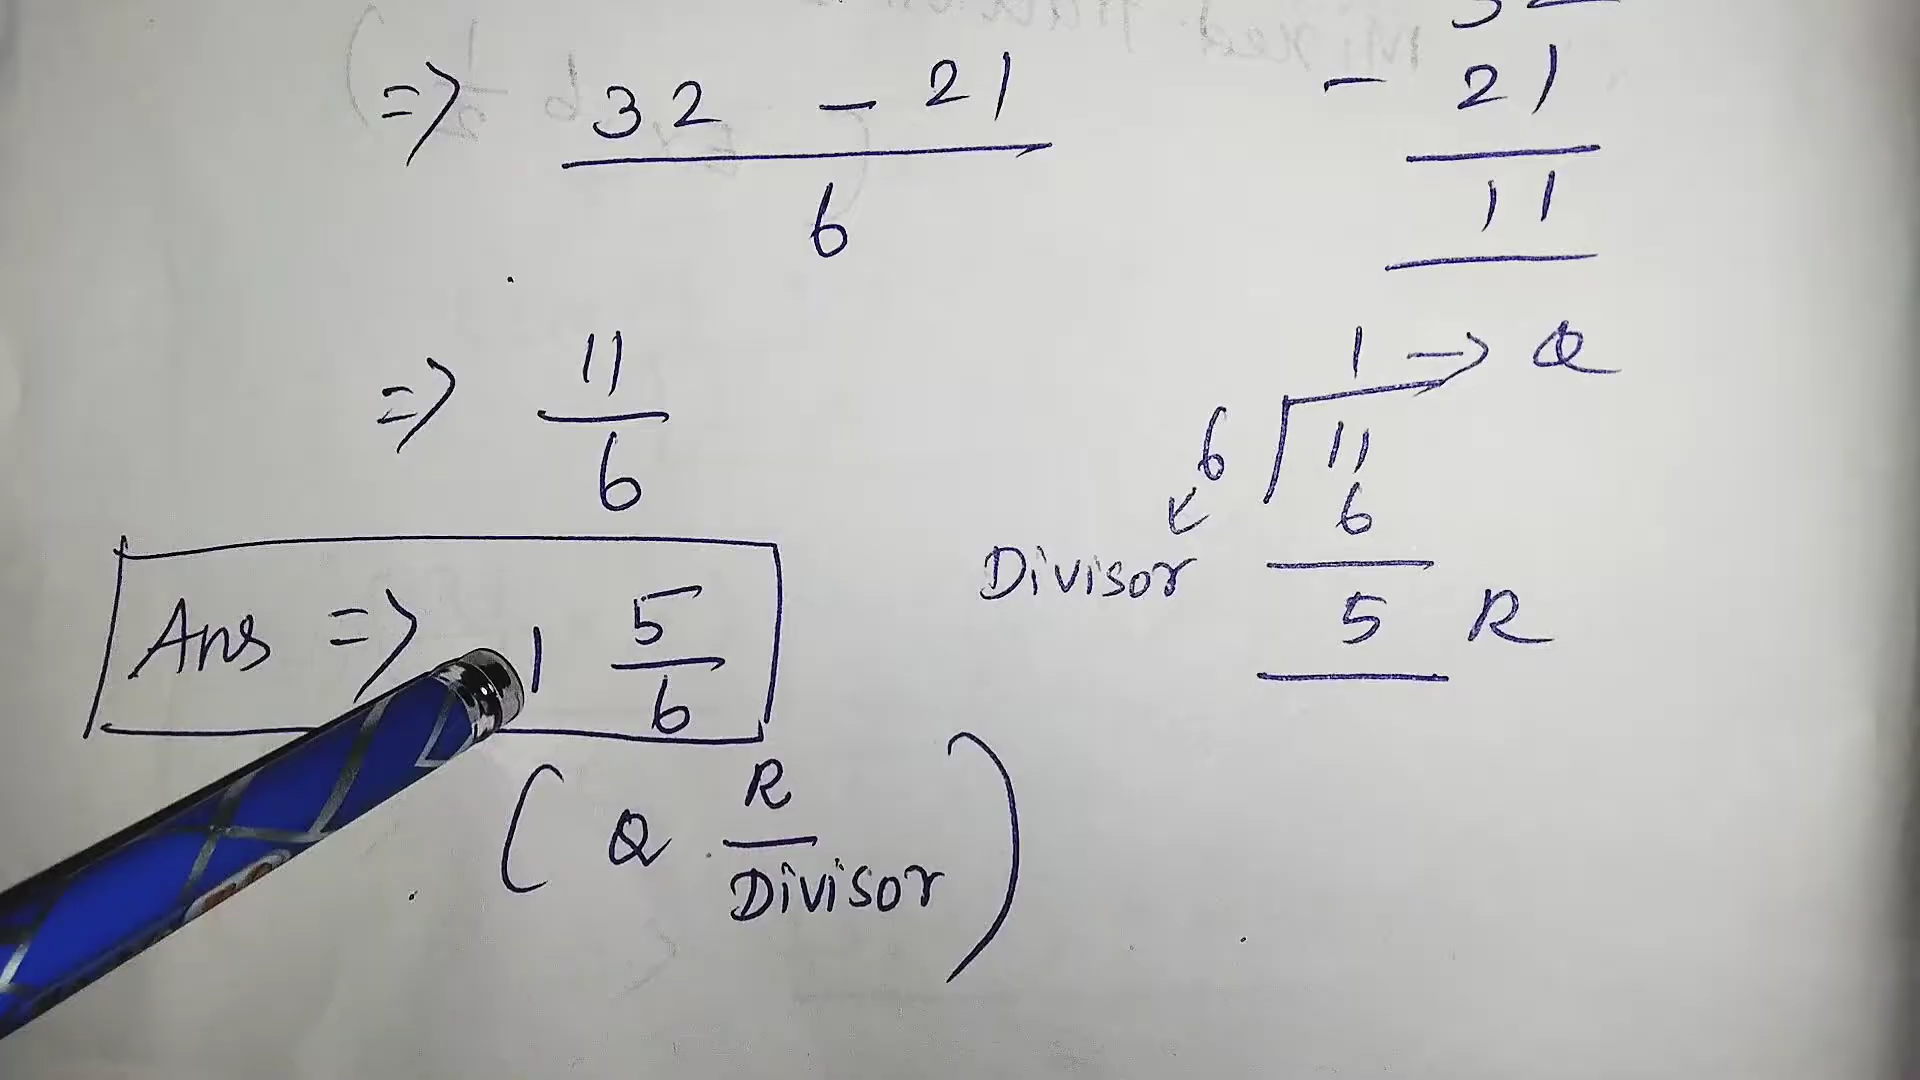 => 32 - 21 / 6
- 21
11
=> 11 / 6
1 -> Q
6 11
6
Divisor
5 R
Ans => 1 5/6
( Q R / Divisor )